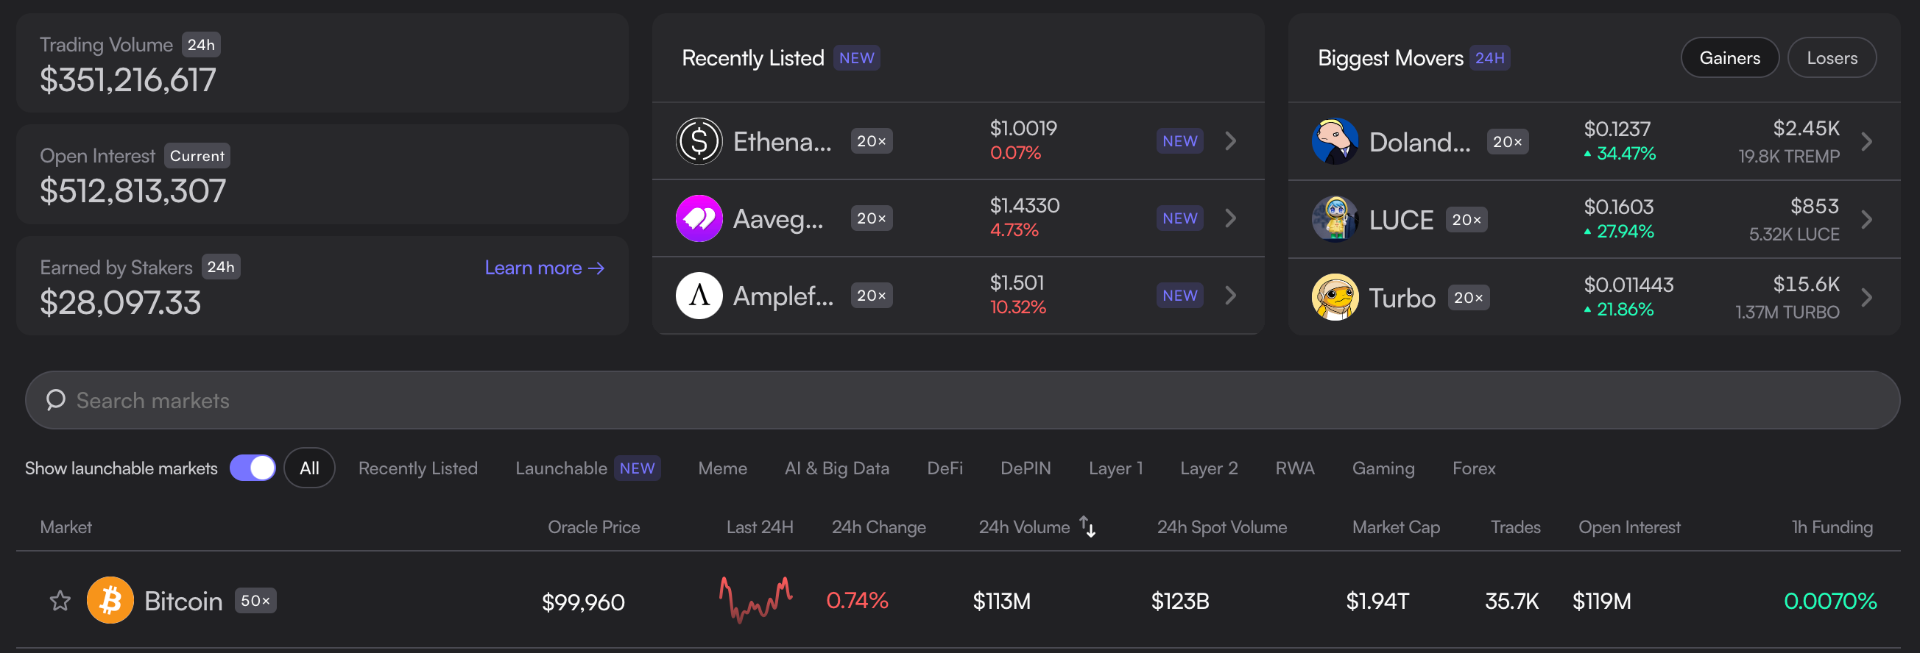 Trading Volume 24h
$351,216,617
Open Interest Current
$512,813,307
Earned by Stakers 24h Learn more →
$28,097.33
Recently Listed NEW
Ethena... 20× $1.0019 NEW
0.07%
Aaveg... 20× $1.4330 NEW
4.73%
Amplef... 20× $1.501 NEW
10.32%
Biggest Movers 24H Gainers Losers
Doland... 20× $0.1237 $2.45K
34.47% 19.8K TREMP
LUCE 20× $0.1603 $853
27.94% 5.32K LUCE
Turbo 20× $0.011443 $15.6K
21.86% 1.37M TURBO
Search markets
Show launchable markets All Recently Listed Launchable NEW Meme AI & Big Data DeFi DePIN Layer 1 Layer 2 RWA Gaming Forex
Market Oracle Price Last 24H 24h Change 24h Volume 24h Spot Volume Market Cap Trades Open Interest 1h Funding
Bitcoin 50× $99,960 0.74% $113M $123B $1.94T 35.7K $119M 0.0070%